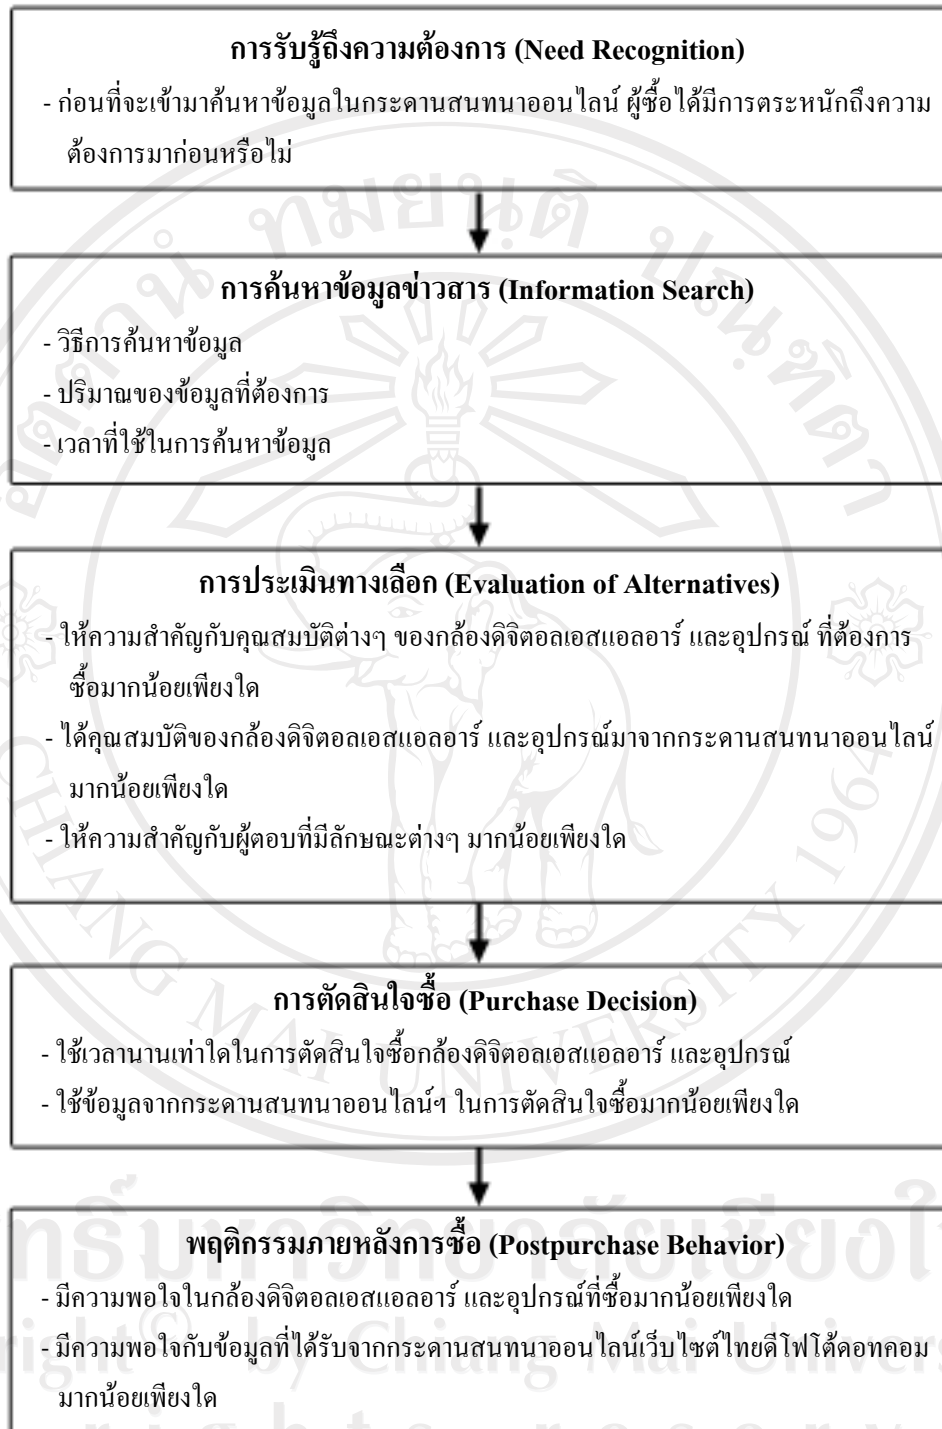 การรับรู้ถึงความต้องการ (Need Recognition)
- ก่อนที่จะเข้ามาค้นหาข้อมูลในกระดานสนทนาออนไลน์ ผู้ซื้อได้มีการตระหนักถึงความ
ต้องการมาก่อนหรือไม่
การค้นหาข้อมูลข่าวสาร (Information Search)
- วิธีการค้นหาข้อมูล
- ปริมาณของข้อมูลที่ต้องการ
- เวลาที่ใช้ในการค้นหาข้อมูล
การประเมินทางเลือก (Evaluation of Alternatives)
- ให้ความสำคัญกับคุณสมบัติต่างๆ ของกล้องดิจิตอลเอสแอลอาร์ และอุปกรณ์ ที่ต้องการ
ซื้อมากน้อยเพียงใด
- ได้คุณสมบัติของกล้องดิจิตอลเอสแอลอาร์ และอุปกรณ์มาจากกระดานสนทนาออนไลน์
มากน้อยเพียงใด
- ให้ความสำคัญกับผู้ตอบที่มีลักษณะต่างๆ มากน้อยเพียงใด
การตัดสินใจซื้อ (Purchase Decision)
- ใช้เวลานานเท่าใดในการตัดสินใจซื้อกล้องดิจิตอลเอสแอลอาร์ และอุปกรณ์
- ใช้ข้อมูลจากกระดานสนทนาออนไลน์ฯ ในการตัดสินใจซื้อมากน้อยเพียงใด
พฤติกรรมภายหลังการซื้อ (Postpurchase Behavior)
- มีความพอใจในกล้องดิจิตอลเอสแอลอาร์ และอุปกรณ์ที่ซื้อมากน้อยเพียงใด
- มีความพอใจกับข้อมูลที่ได้รับจากกระดานสนทนาออนไลน์เว็บไซต์ไทยดีโฟโต้ดอทคอม
มากน้อยเพียงใด
CHIANG MAI UNIVERSITY 1964
by Chiang Mai